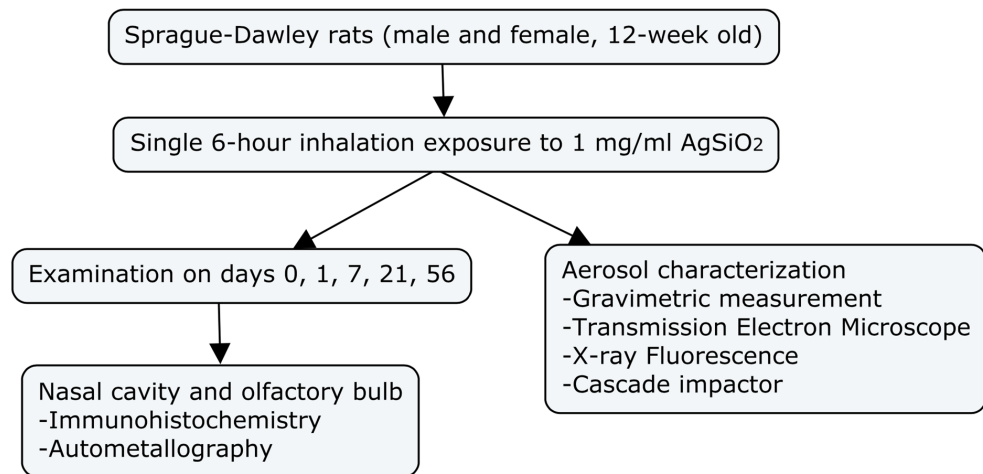 Sprague-Dawley rats (male and female, 12-week old)
Single 6-hour inhalation exposure to 1 mg/ml AgSiO2
Examination on days 0, 1, 7, 21, 56
Nasal cavity and olfactory bulb
-Immunohistochemistry
-Autometallography
Aerosol characterization
-Gravimetric measurement
-Transmission Electron Microscope
-X-ray Fluorescence
-Cascade impactor